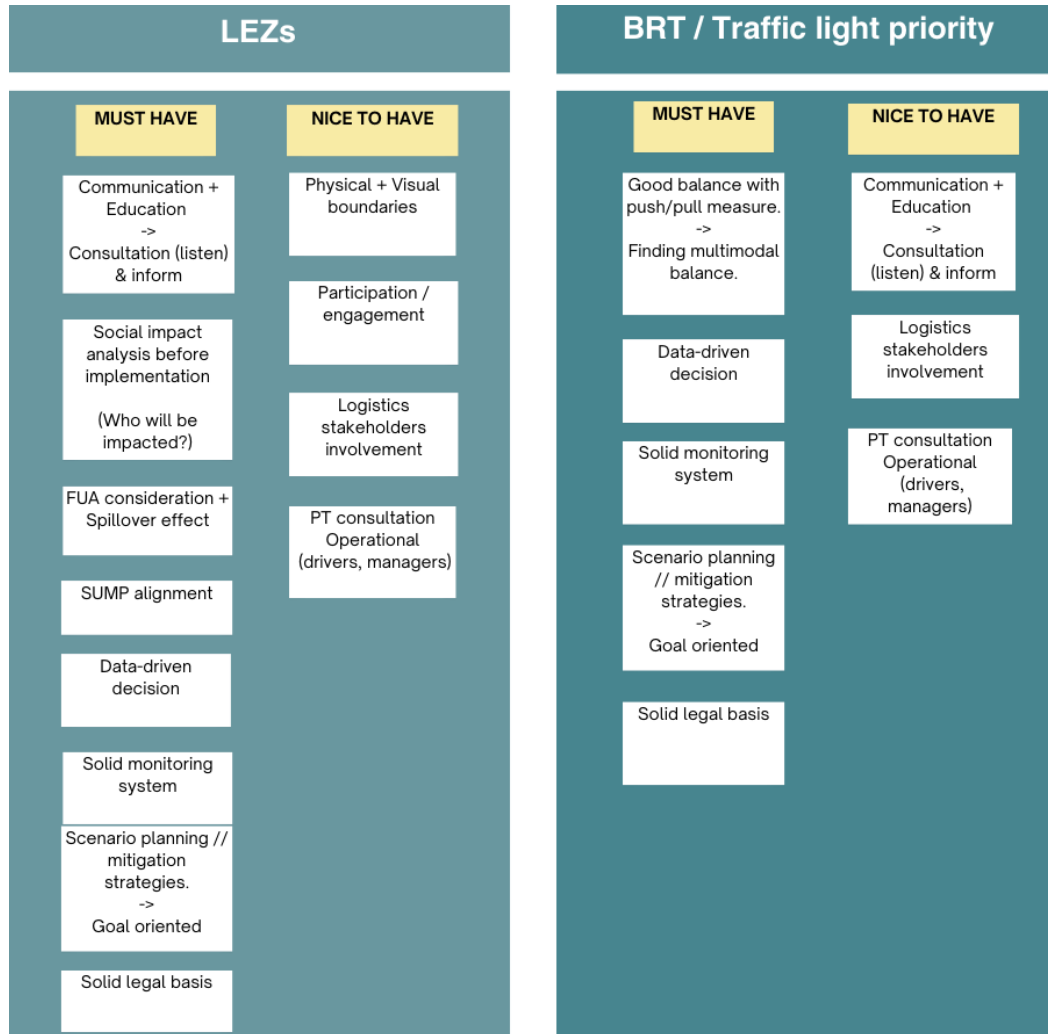 LEZs
MUST HAVE
Communication +
Education
->
Consultation (listen)
& inform
Social impact
analysis before
implementation
(Who will be
impacted?)
FUA consideration +
Spillover effect
SUMP alignment
Data-driven
decision
Solid monitoring
system
Scenario planning //
mitigation
strategies.
->
Goal oriented
Solid legal basis
NICE TO HAVE
Physical + Visual
boundaries
Participation /
engagement
Logistics
stakeholders
involvement
PT consultation
Operational
(drivers, managers)
BRT / Traffic light priority
MUST HAVE
Good balance with
push/pull measure.
->
Finding multimodal
balance.
Data-driven
decision
Solid monitoring
system
Scenario planning
// mitigation
strategies.
->
Goal oriented
Solid legal basis
NICE TO HAVE
Communication +
Education
->
Consultation
(listen) & inform
Logistics
stakeholders
involvement
PT consultation
Operational
(drivers,
managers)